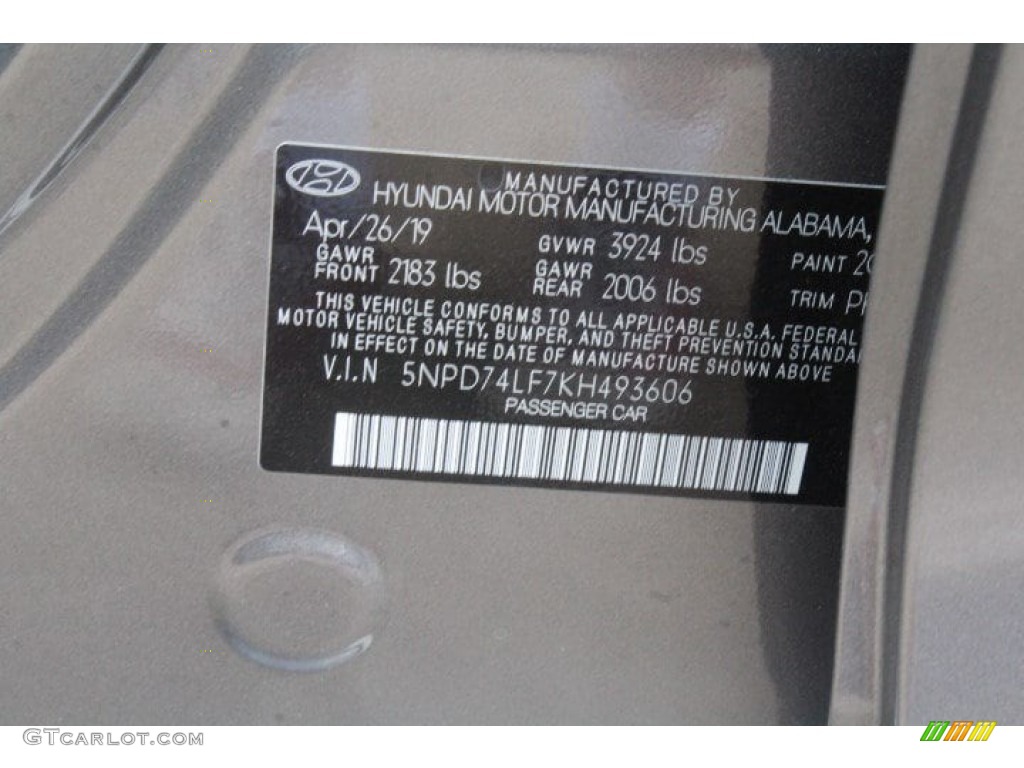 MANUFACTURED BY
HYUNDAI MOTOR MANUFACTURING ALABAMA,
Apr/26/19
GVWR 3924 lbs
PAINT
GAWR FRONT 2183 lbs
GAWR REAR 2006 lbs
TRIM
THIS VEHICLE CONFORMS TO ALL APPLICABLE U.S.A. FEDERAL
MOTOR VEHICLE SAFETY, BUMPER, AND THEFT PREVENTION STANDA
IN EFFECT ON THE DATE OF MANUFACTURE SHOWN ABOVE
V.I.N 5NPD74LF7KH493606
PASSENGER CAR
GTCarLot.com